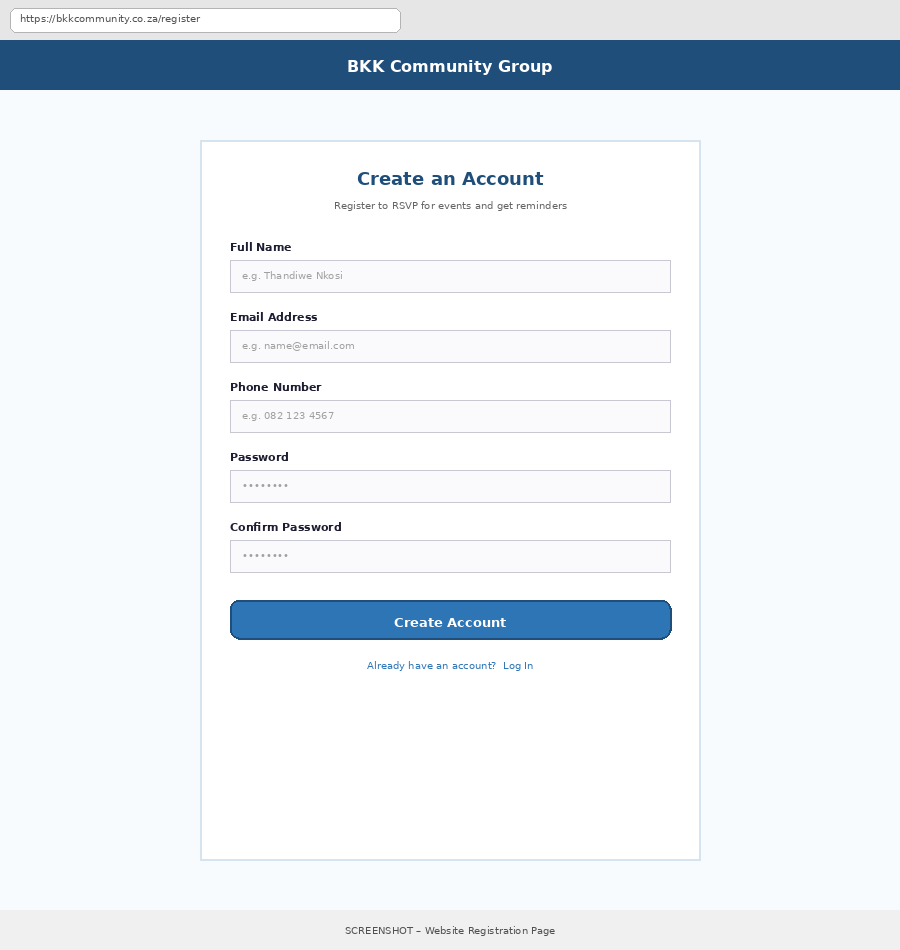 https://bkkcommunity.co.za/register
BKK Community Group
Create an Account
Register to RSVP for events and get reminders
Full Name
e.g. Thandiwe Nkosi
Email Address
e.g. name@email.com
Phone Number
e.g. 082 123 4567
Password
••••••••
Confirm Password
••••••••
Create Account
Already have an account? Log In
SCREENSHOT – Website Registration Page